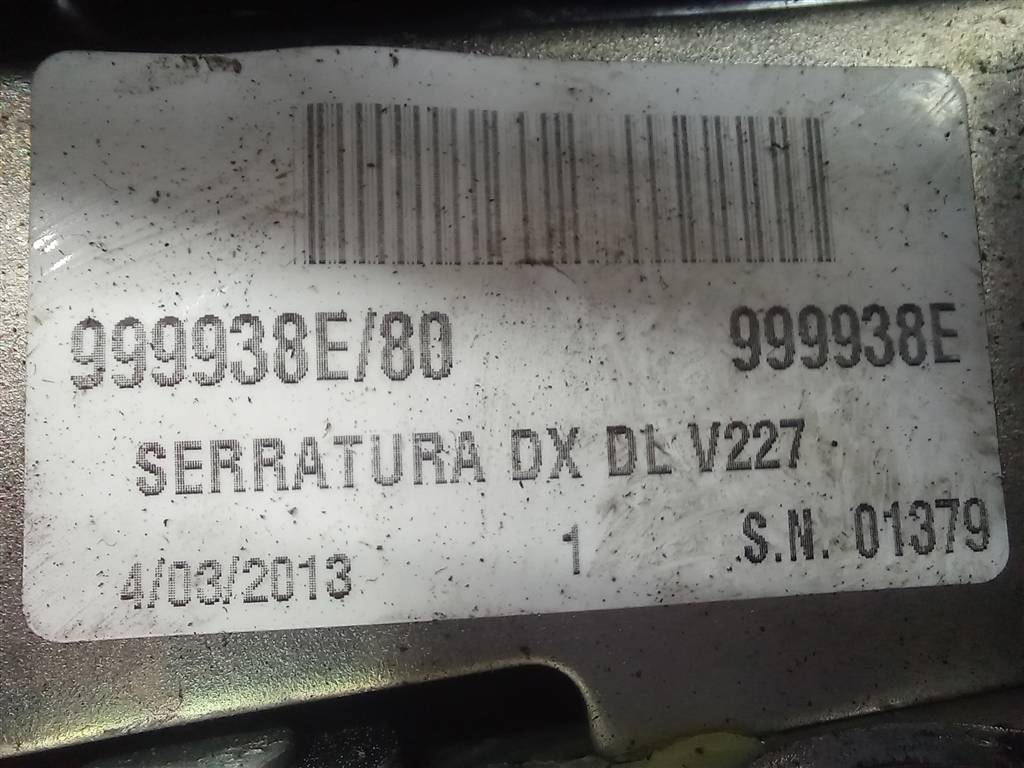 999938E/80 999938E
SERRATURA DX DL V227
4/03/2013 1 S.N. 01379